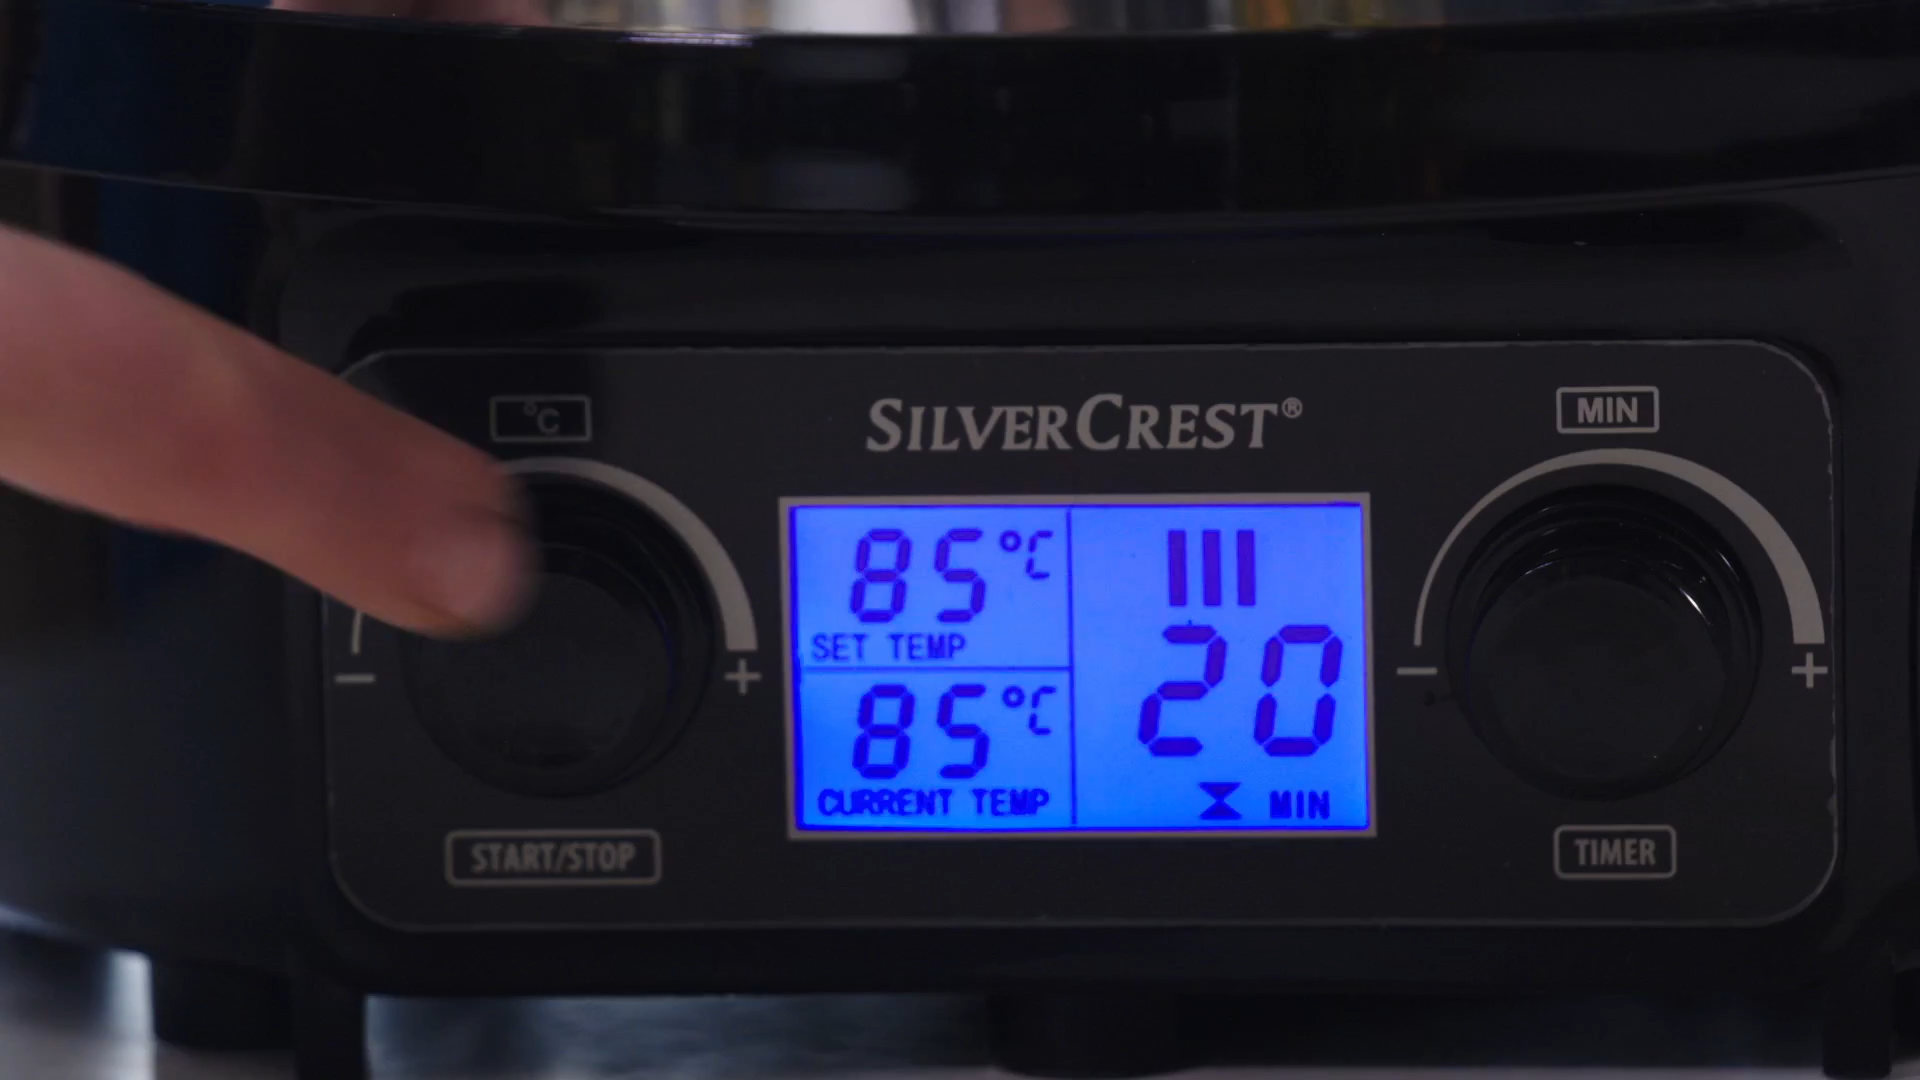 °C
SILVERCREST®
MIN
85°C
SET TEMP
85°C
CURRENT TEMP
20
MIN
- +
- +
START/STOP
TIMER